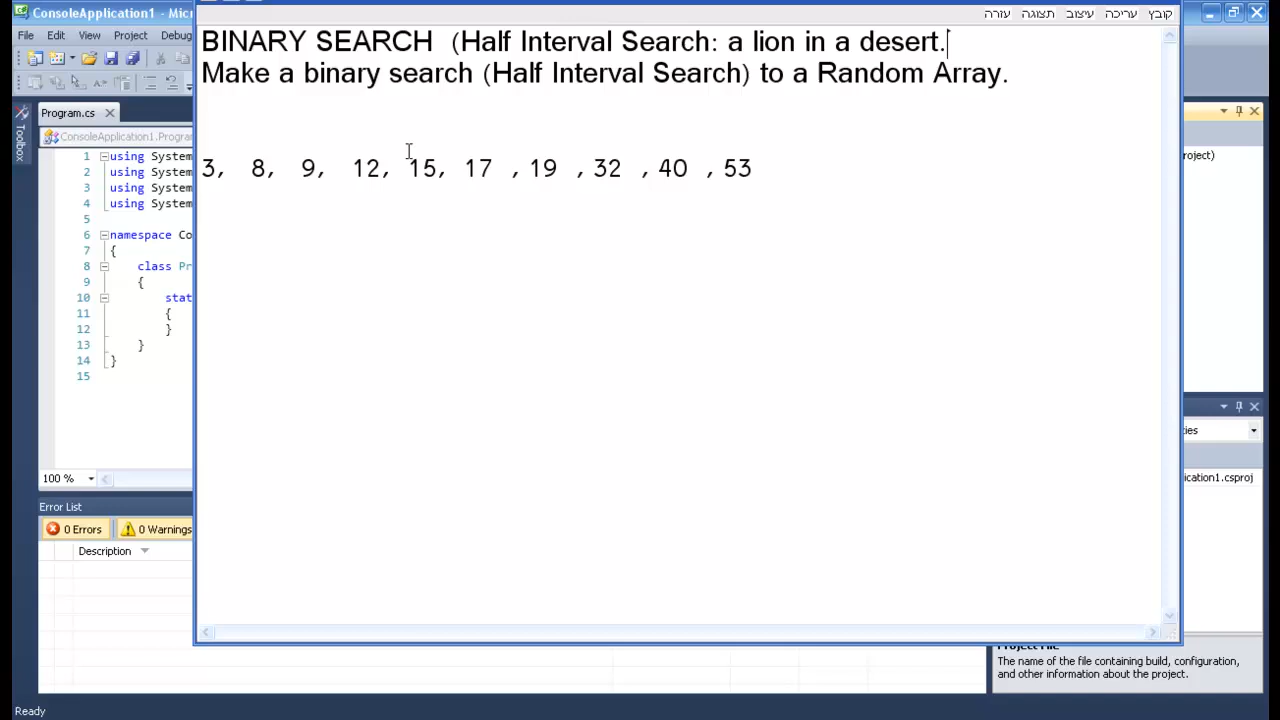 ConsoleApplication1 - Mic
File Edit View Project Debug
קובץ עריכה עיצוב תצוגה עזרה
BINARY SEARCH (Half Interval Search: a lion in a desert.
Make a binary search (Half Interval Search) to a Random Array.
3, 8, 9, 12, 15, 17 , 19 , 32 , 40 , 53
Toolbox
Program.cs
ConsoleApplication1.Program
1 using System
2 using System
3 using System
4 using System
5
6 namespace Co
7 {
8 class Pr
9 {
10 stat
11 {
12 }
13 }
14 }
15
100 %
Error List
0 Errors 0 Warnings
Description
ject)
ies
ication1.csproj
Project File
The name of the file containing build, configuration,
and other information about the project.
Ready